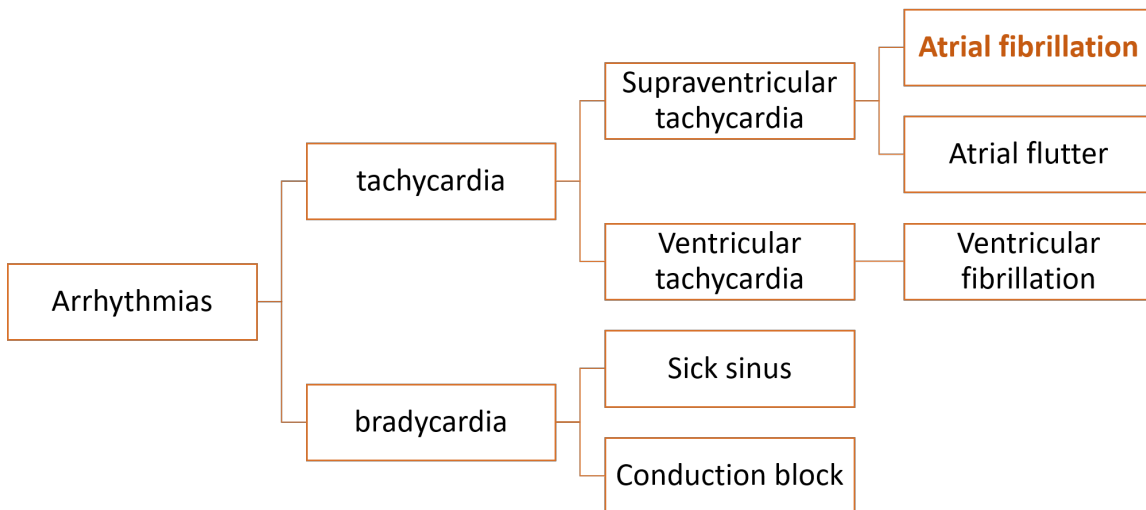 Atrial fibrillation
Supraventricular
tachycardia
Atrial flutter
tachycardia
Ventricular
tachycardia
Ventricular
fibrillation
Arrhythmias
Sick sinus
bradycardia
Conduction block